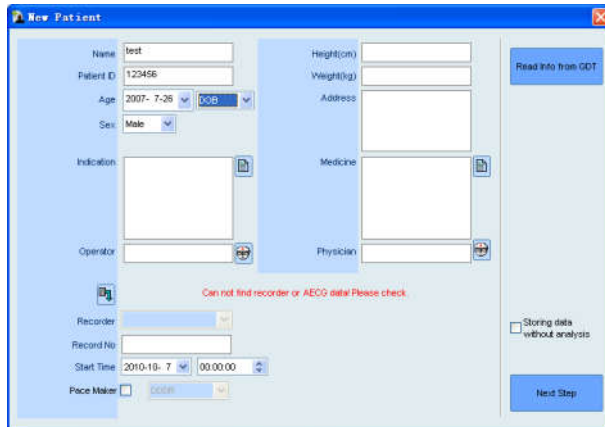 New Patient
Name test
Patient ID 123456
Age 2007- 7-26 DOB
Sex Male
Indication
Operator
Height(cm)
Weight(kg)
Address
Medicine
Physician
Read Info from GDT
Can not find recorder or AECG data! Please check.
Recorder
Record No
Start Time 2010-10- 7 00:00:00
Pace Maker
Storing data
without analysis
Next Step